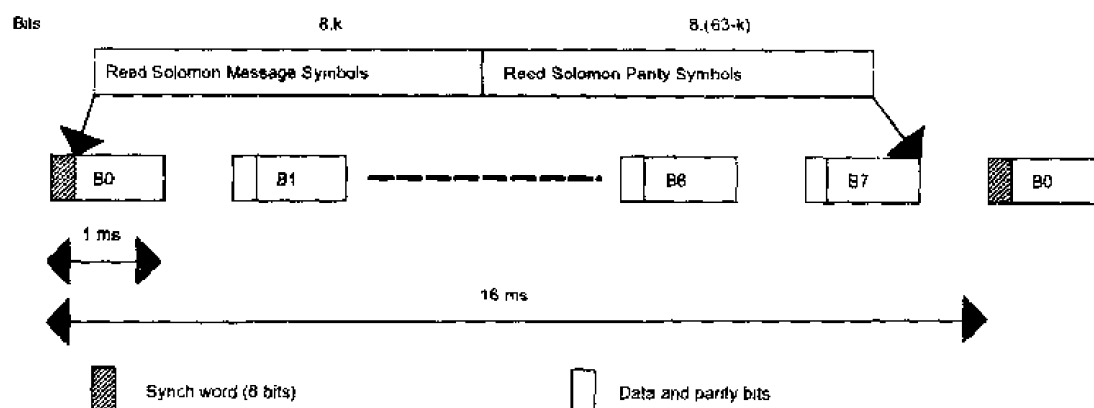 Bits 8.k 8.(63-k)
Reed Solomon Message Symbols Reed Solomon Parity Symbols
B0 B1 B6 B7 B0
1 ms
16 ms
Synch word (8 bits) Data and parity bits